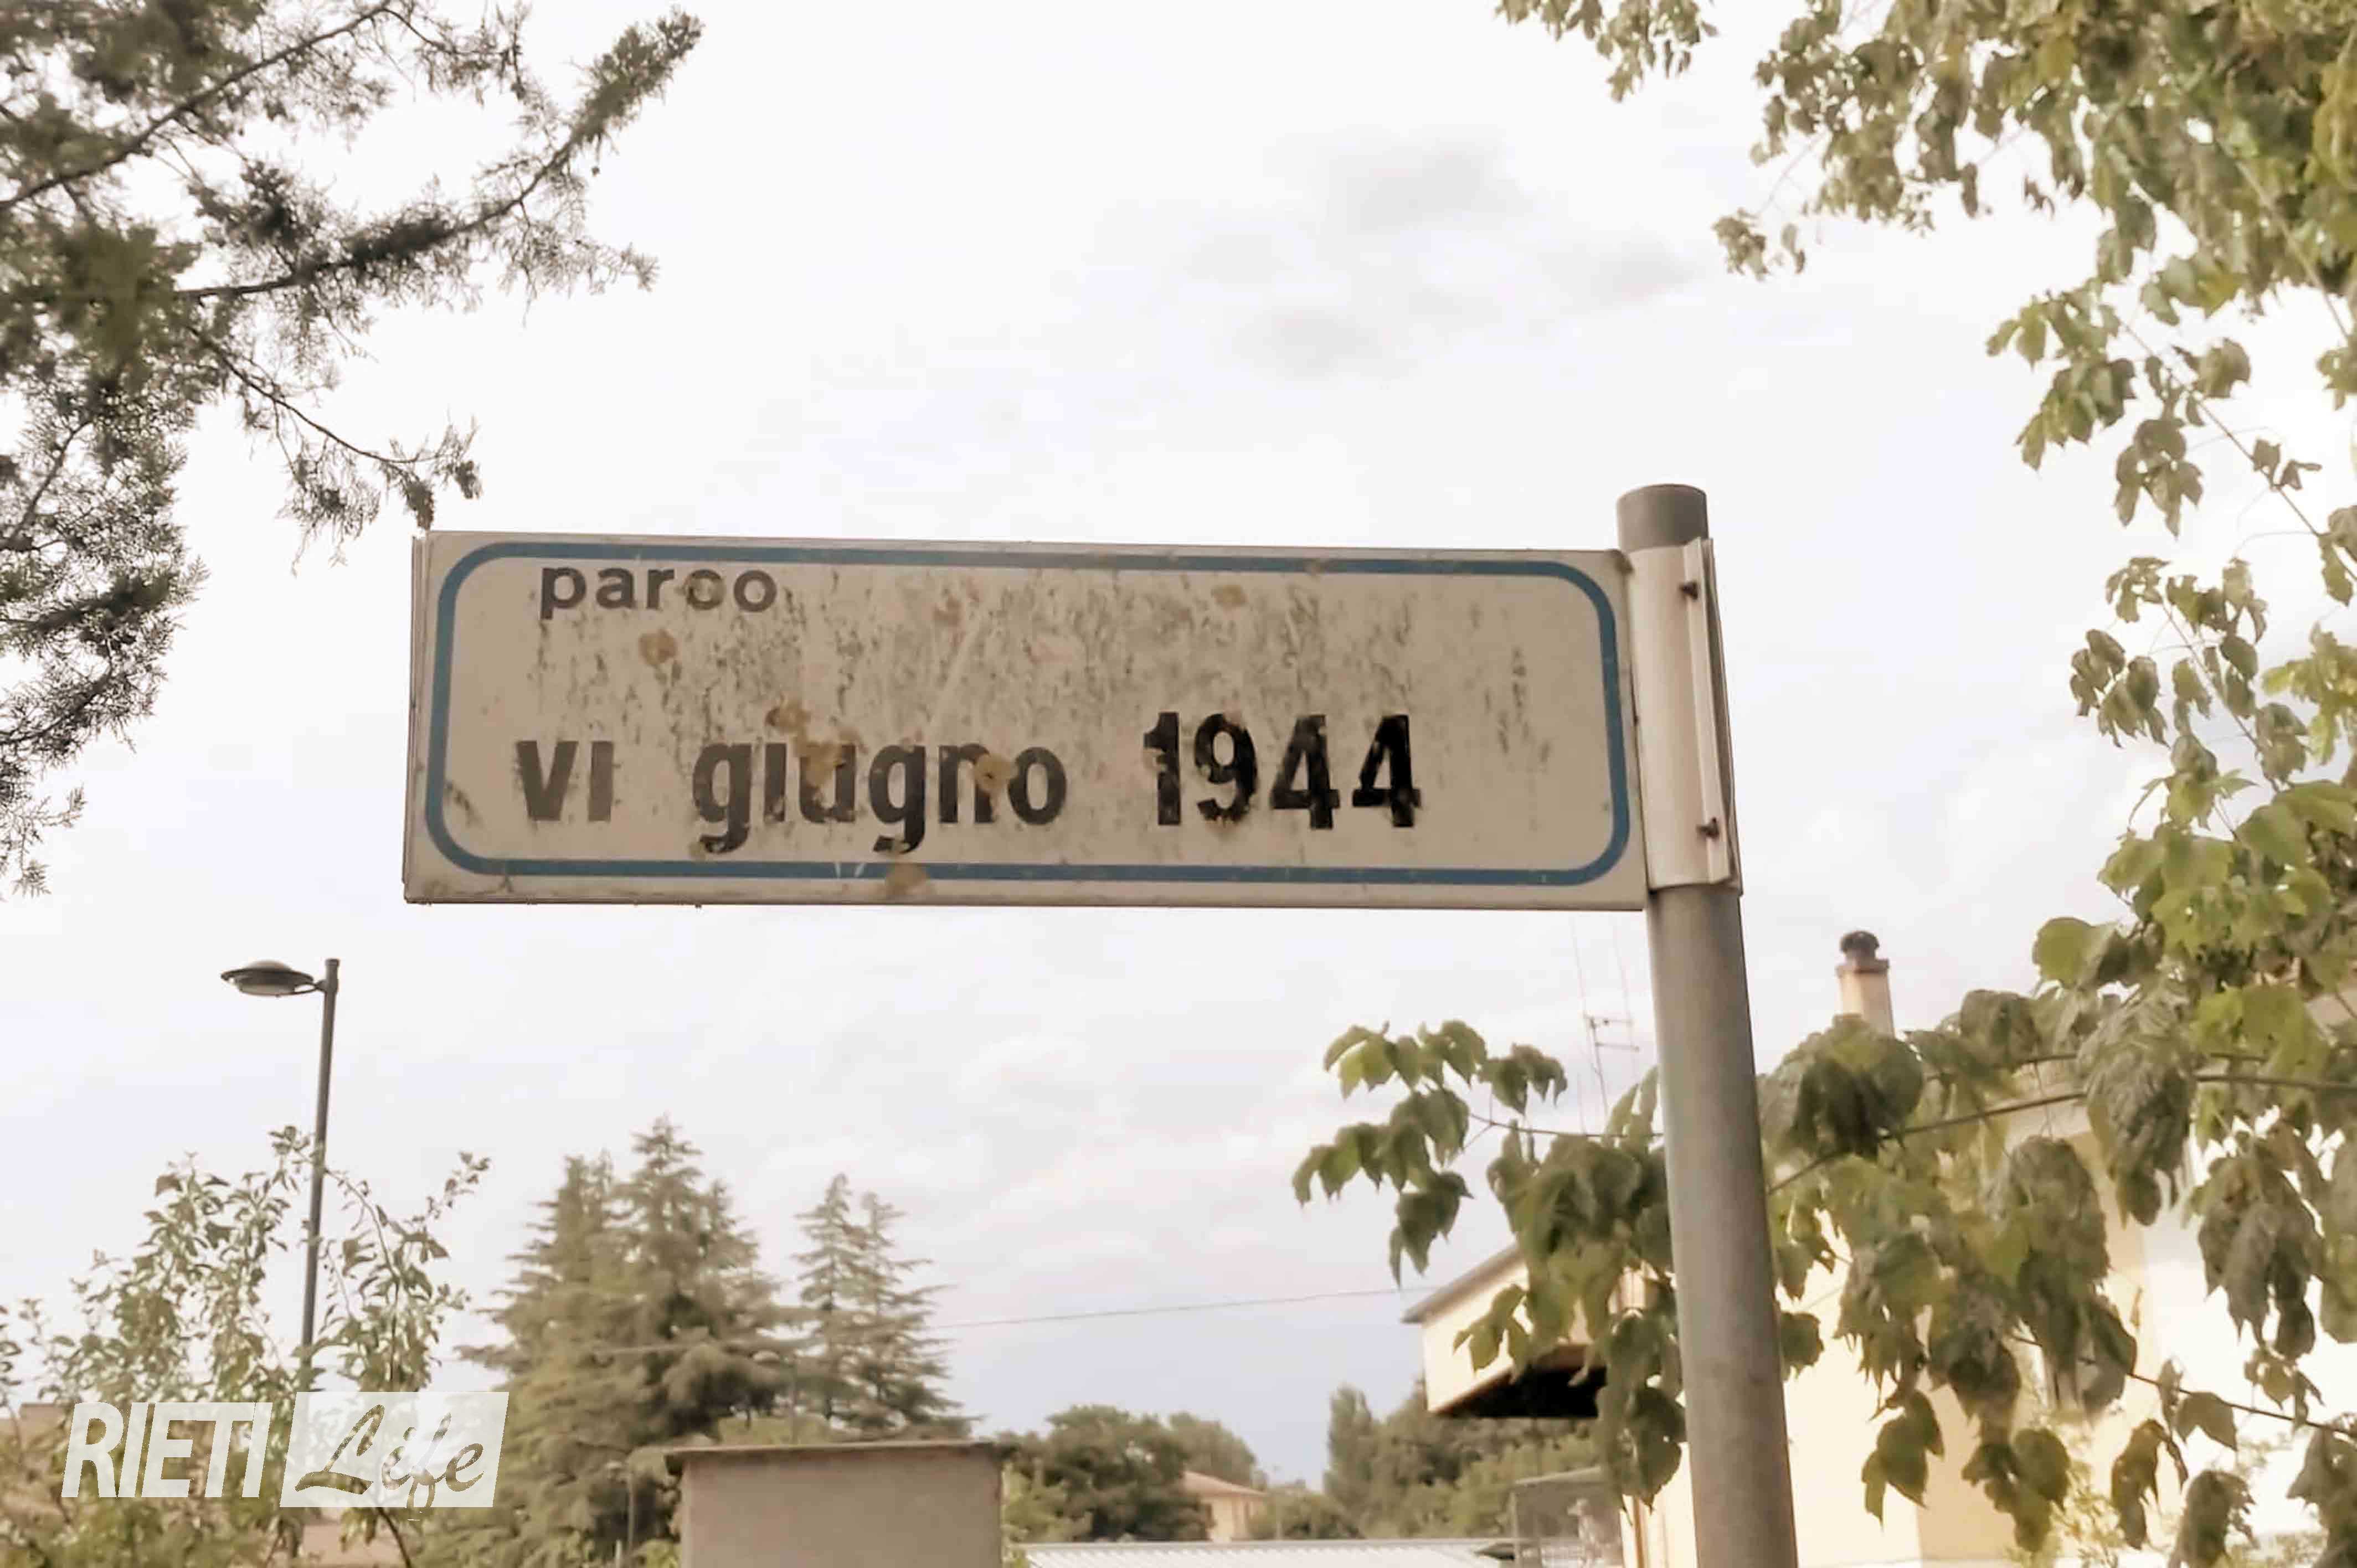 parco
vi giugno 1944
RIETI Life